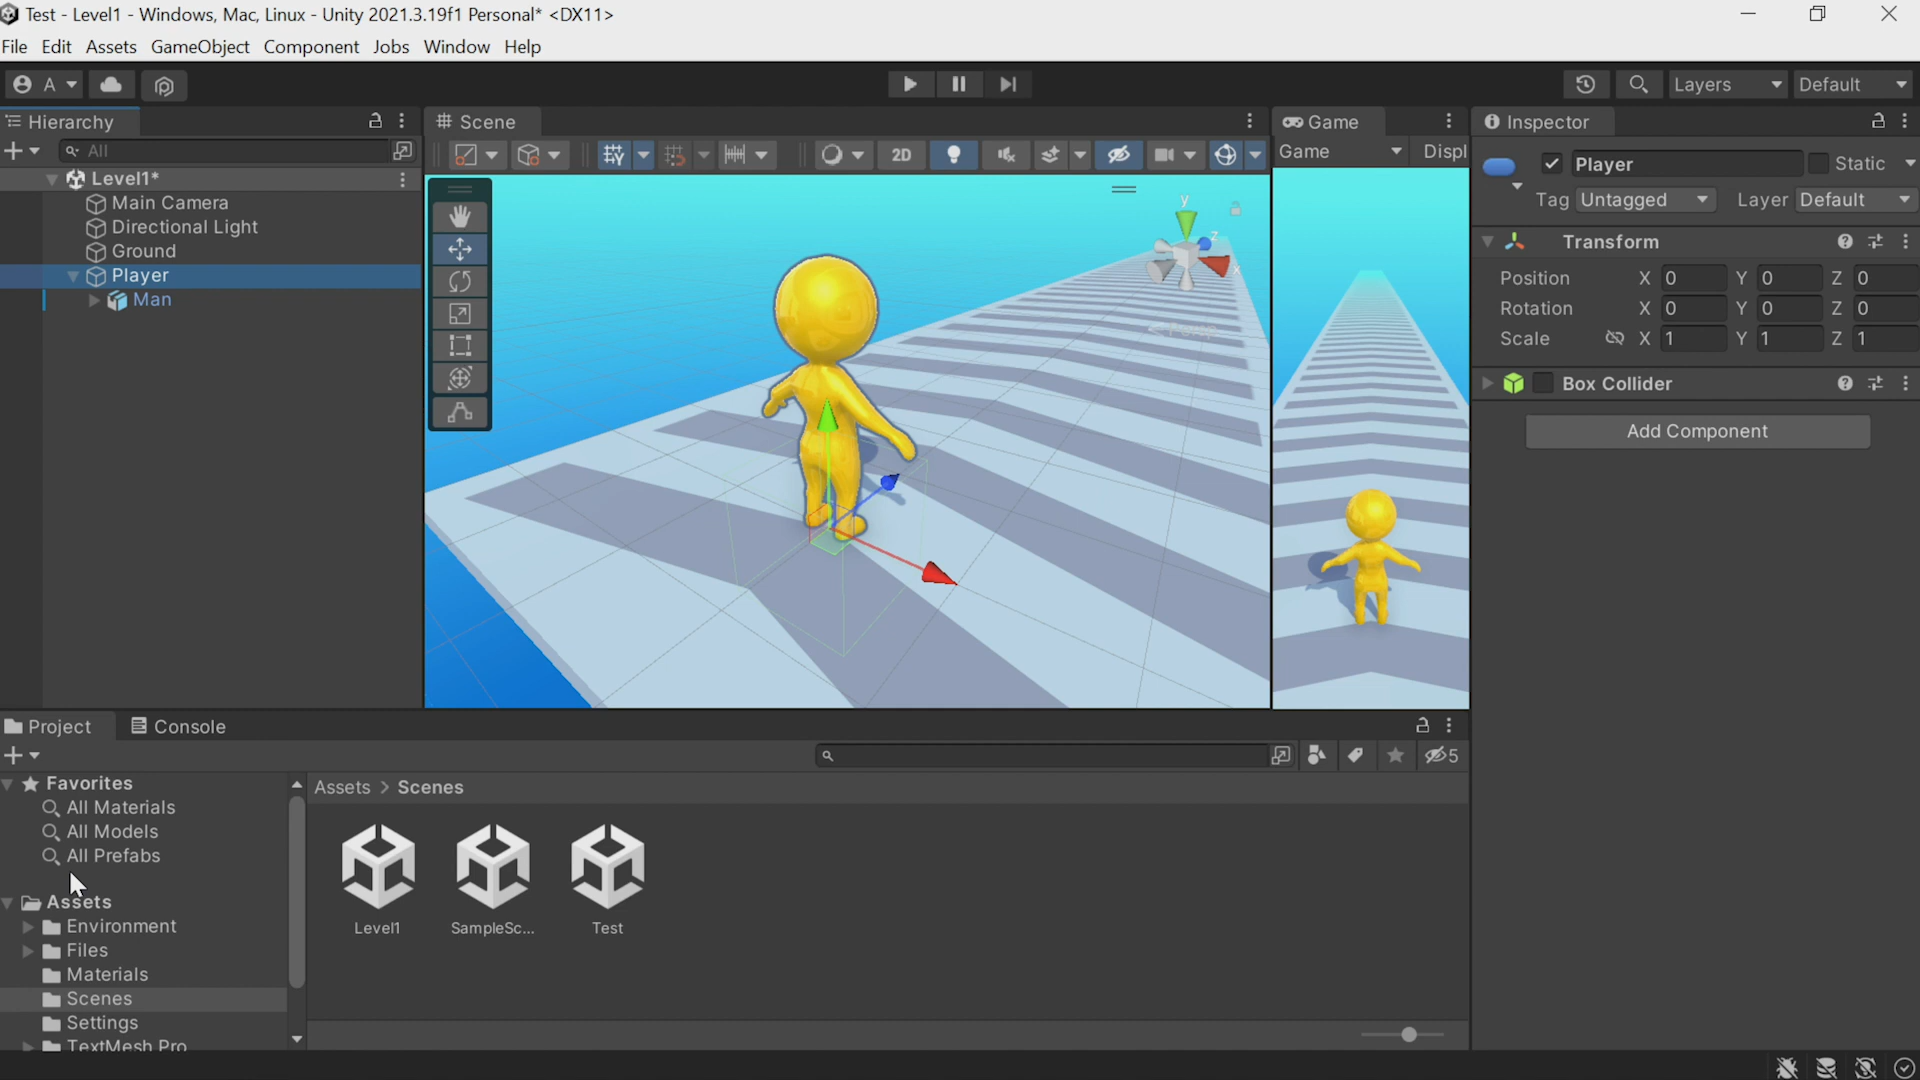 Test - Level1 - Windows, Mac, Linux - Unity 2021.3.19f1 Personal* <DX11>
File Edit Assets GameObject Component Jobs Window Help
A
Layers
Default
Hierarchy
Scene
Game
Inspector
All
2D
Game
Displ
Player
Static
Tag Untagged
Layer Default
Level1*
Main Camera
Directional Light
Ground
Player
Man
y
z
x
Persp
Transform
Position X 0 Y 0 Z 0
Rotation X 0 Y 0 Z 0
Scale X 1 Y 1 Z 1
Box Collider
Add Component
Project
Console
5
Favorites
All Materials
All Models
All Prefabs
Assets
Environment
Files
Materials
Scenes
Settings
TextMesh Pro
Assets > Scenes
Level1
SampleSc...
Test